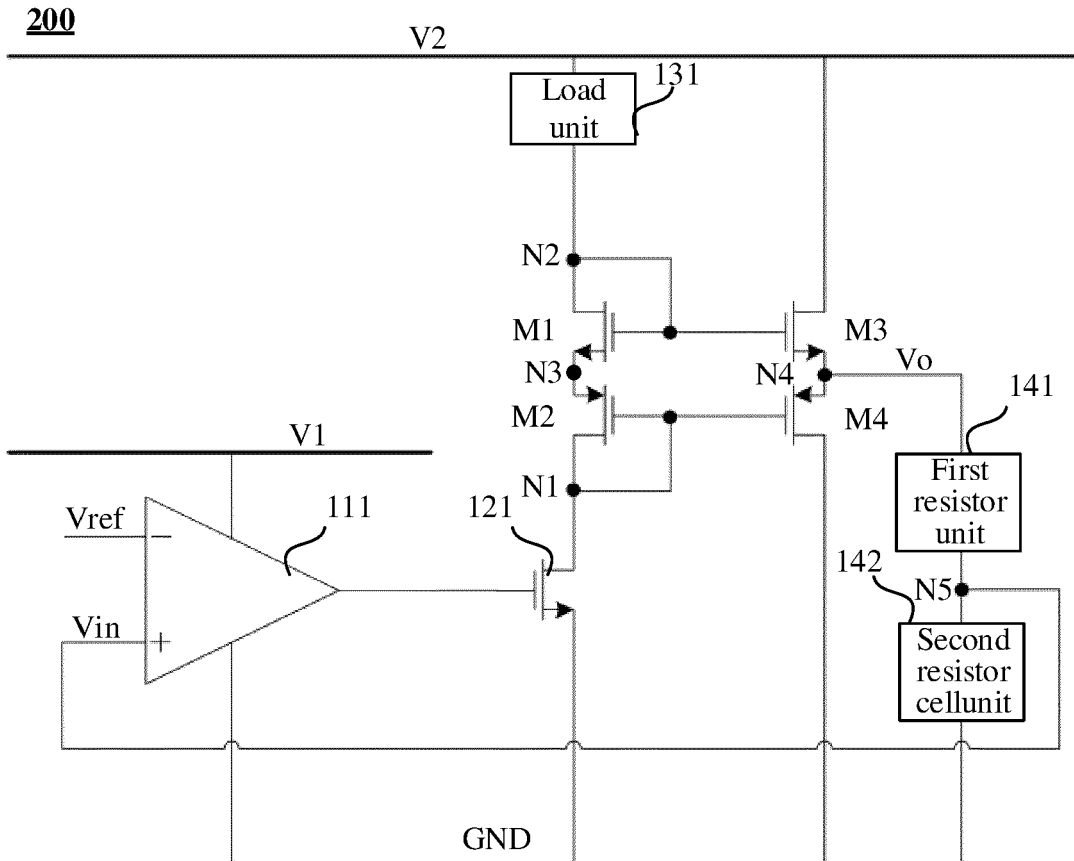 200
V2
131
Load
unit
N2
M1
M3
N3
N4
Vo
M2
M4
141
V1
N1
First
resistor
unit
Vref
111
121
−
142
N5
Vin
+
Second
resistor
cellunit
GND